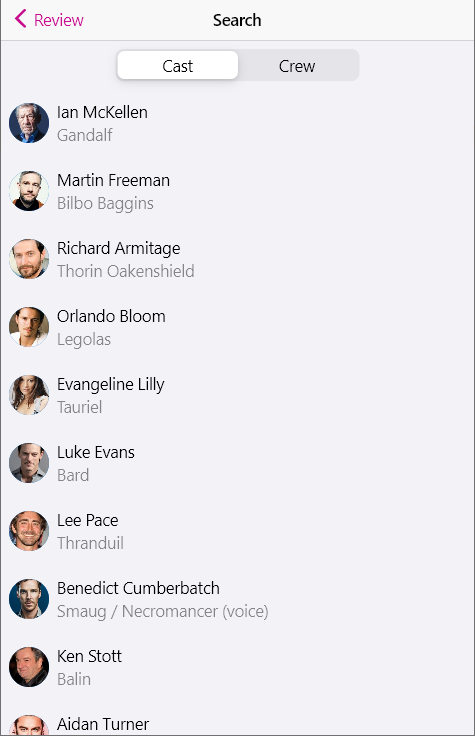 Review
Search
Cast
Crew
Ian McKellen
Gandalf
Martin Freeman
Bilbo Baggins
Richard Armitage
Thorin Oakenshield
Orlando Bloom
Legolas
Evangeline Lilly
Tauriel
Luke Evans
Bard
Lee Pace
Thranduil
Benedict Cumberbatch
Smaug / Necromancer (voice)
Ken Stott
Balin
Aidan Turner